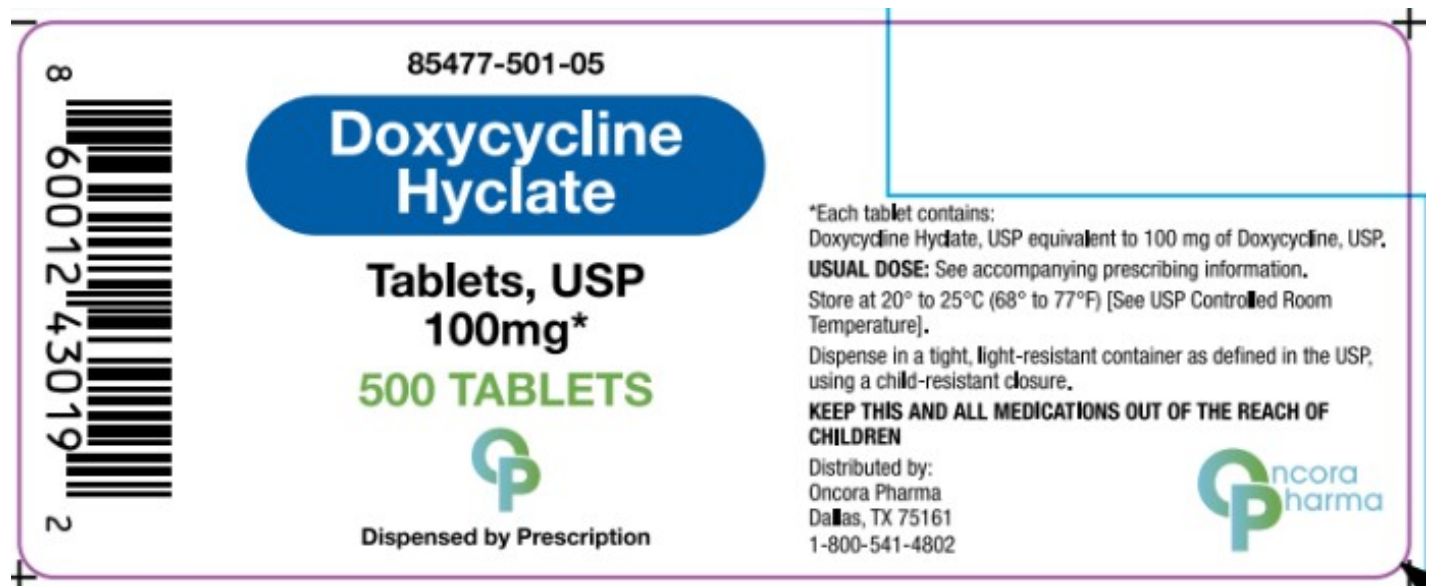 85477-501-05
Doxycycline
Hyclate
Tablets, USP
100mg*
500 TABLETS
OP
Dispensed by Prescription
8 60012 43019 2
*Each tablet contains:
Doxycycline Hyclate, USP equivalent to 100 mg of Doxycycline, USP.
USUAL DOSE: See accompanying prescribing information.
Store at 20° to 25°C (68° to 77°F) [See USP Controlled Room
Temperature].
Dispense in a tight, light-resistant container as defined in the USP,
using a child-resistant closure.
KEEP THIS AND ALL MEDICATIONS OUT OF THE REACH OF
CHILDREN
Distributed by:
Oncora Pharma
Dallas, TX 75161
1-800-541-4802
Oncora
Pharma